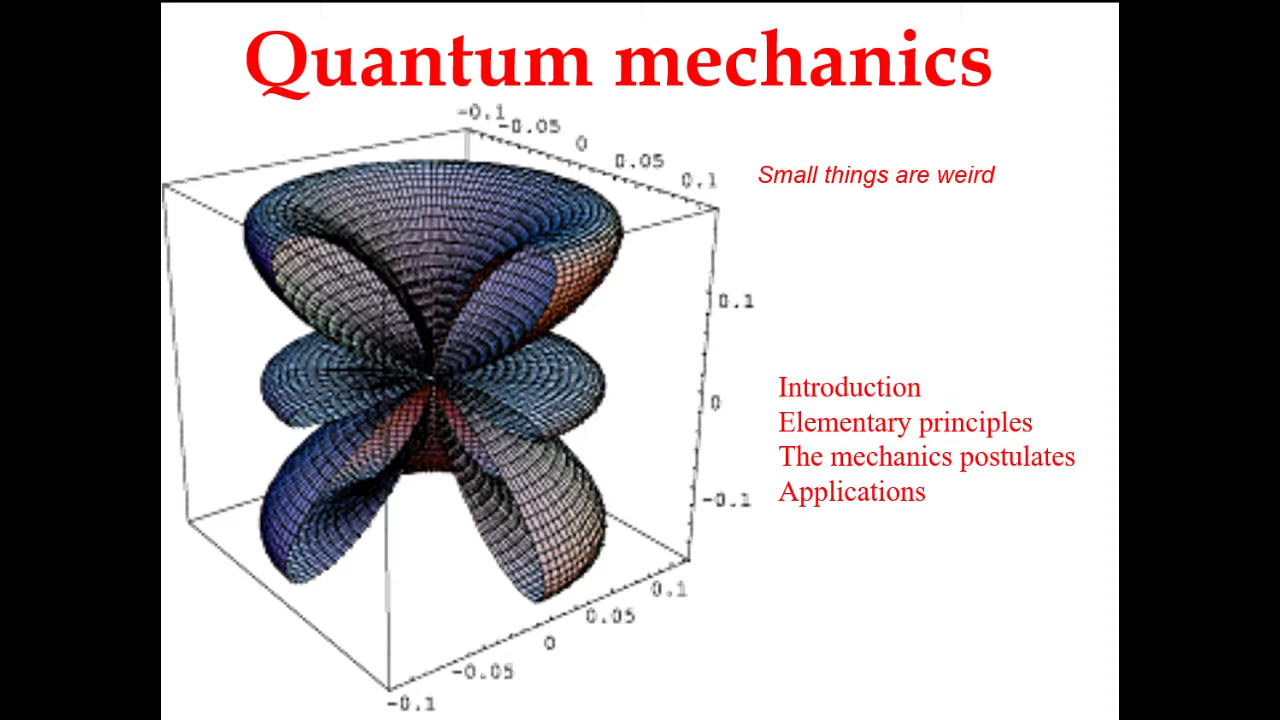 Quantum mechanics
-0.1
-0.05
0
0.05
0.1
Small things are weird
0.1
0
-0.1
Introduction
Elementary principles
The mechanics postulates
Applications
0.1
0.05
0
-0.05
-0.1